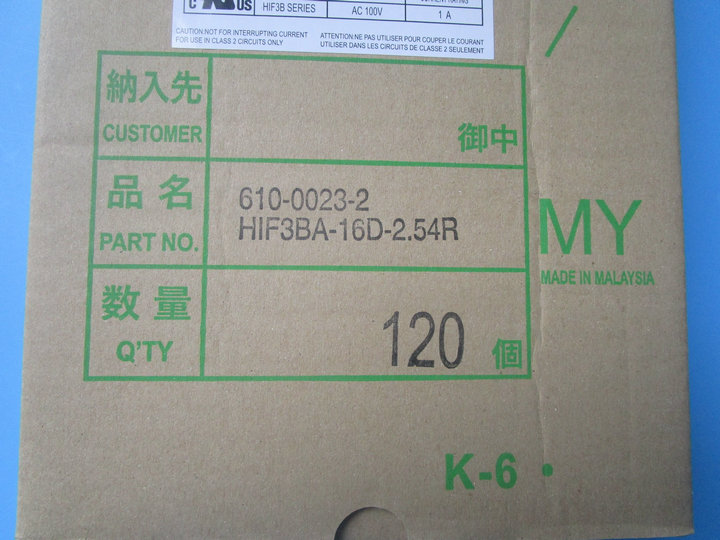 C US
HIF3B SERIES
AC 100V
1 A
CAUTION:NOT FOR INTERRUPTING CURRENT
FOR USE IN CLASS 2 CIRCUITS ONLY
ATTENTION:NE PAS UTILISER POUR COUPER LE COURANT
UTILISER DANS LES CIRCUITS DE CLASSE 2 SEULEMENT
納入先
CUSTOMER
御中
品名
PART NO.
610-0023-2
HIF3BA-16D-2.54R
MY
MADE IN MALAYSIA
数量
Q'TY
120 個
K-6 •